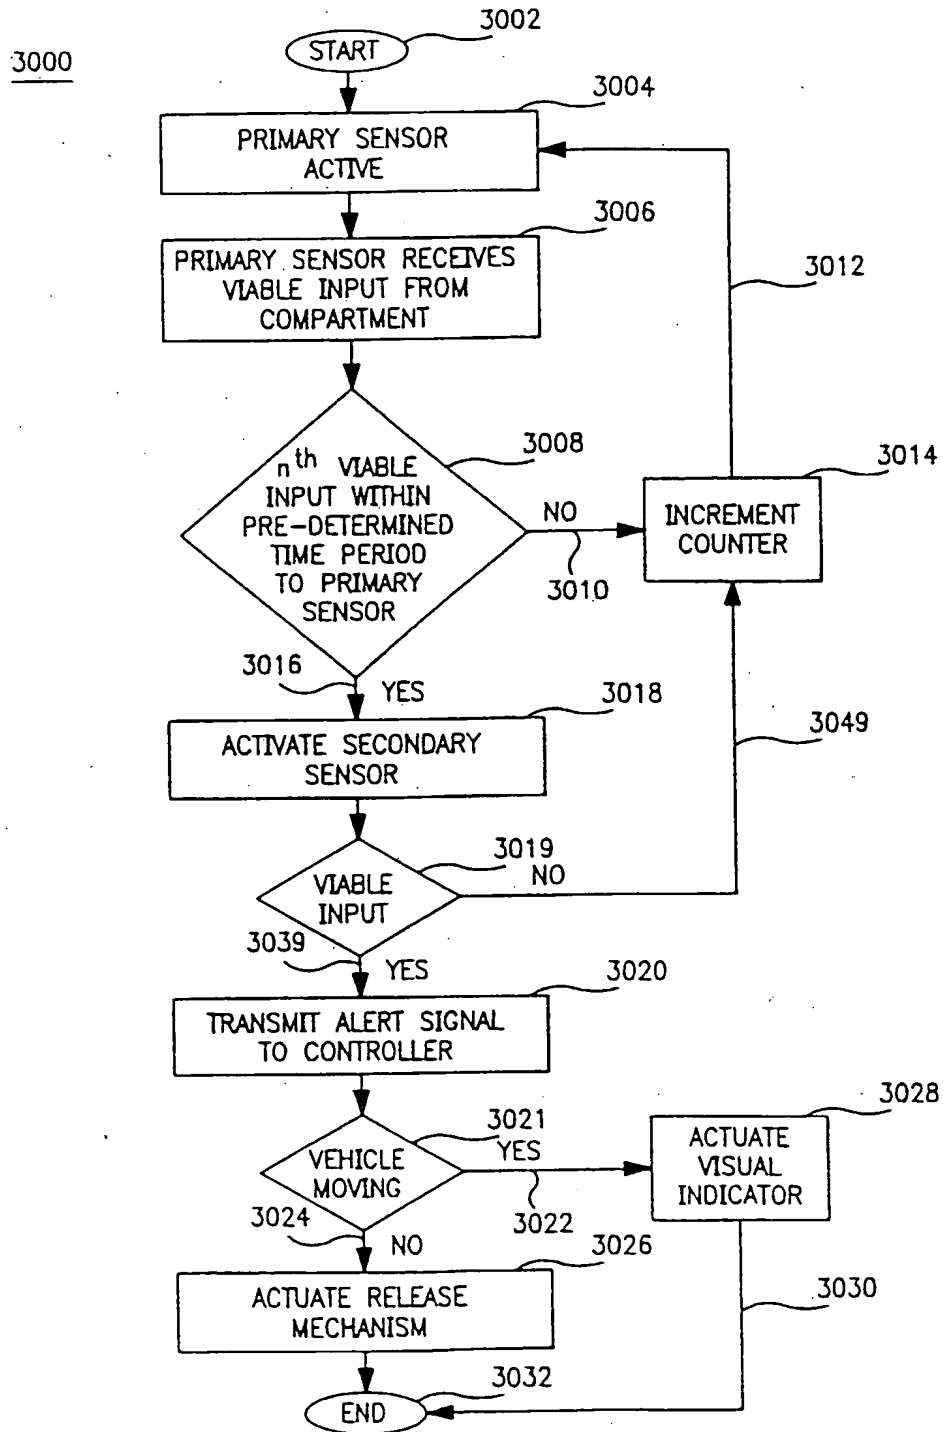 3002
START
3000
3004
PRIMARY SENSOR
ACTIVE
3006
PRIMARY SENSOR RECEIVES
VIABLE INPUT FROM
COMPARTMENT
3012
3008
nth VIABLE
INPUT WITHIN
PRE-DETERMINED
TIME PERIOD
TO PRIMARY
SENSOR
NO
3010
3014
INCREMENT
COUNTER
3016
YES
3018
ACTIVATE SECONDARY
SENSOR
3049
3019
VIABLE
INPUT
NO
3039
YES
3020
TRANSMIT ALERT SIGNAL
TO CONTROLLER
3021
VEHICLE
MOVING
YES
3022
3028
ACTUATE
VISUAL
INDICATOR
3024
NO
3026
ACTUATE RELEASE
MECHANISM
3030
3032
END